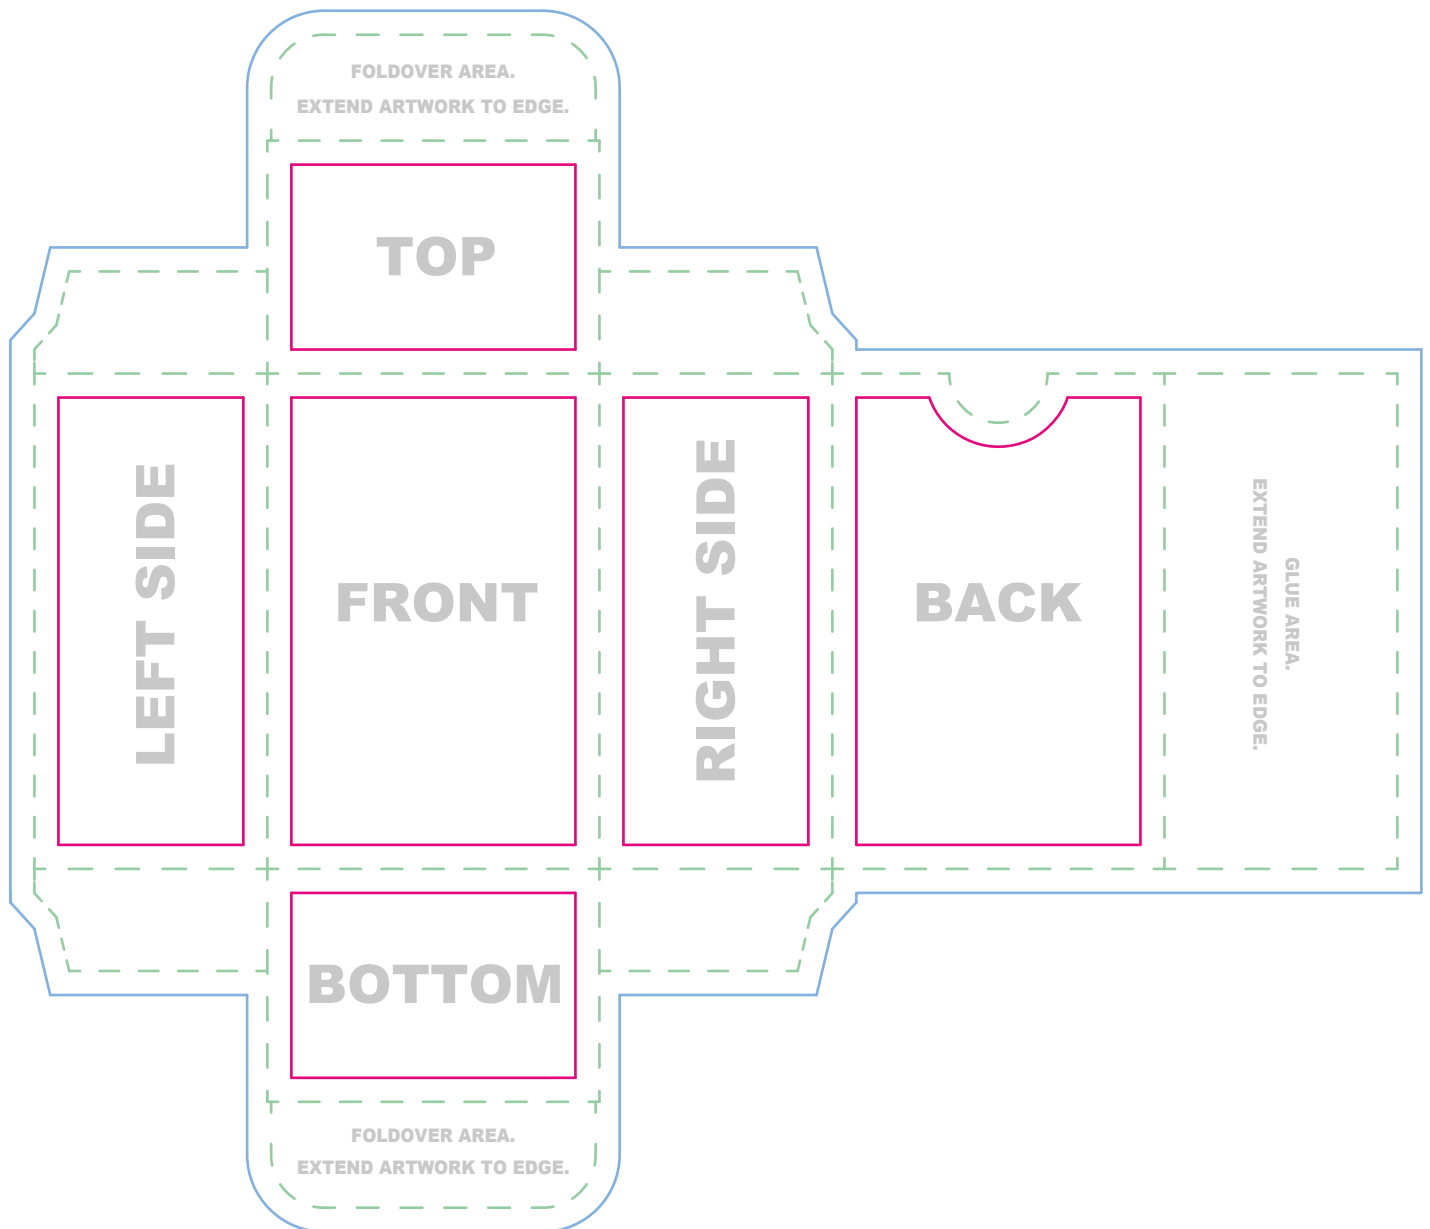 FOLDOVER AREA.
EXTEND ARTWORK TO EDGE.
TOP
LEFT SIDE
FRONT
RIGHT SIDE
BACK
GLUE AREA.
EXTEND ARTWORK TO EDGE.
BOTTOM
FOLDOVER AREA.
EXTEND ARTWORK TO EDGE.